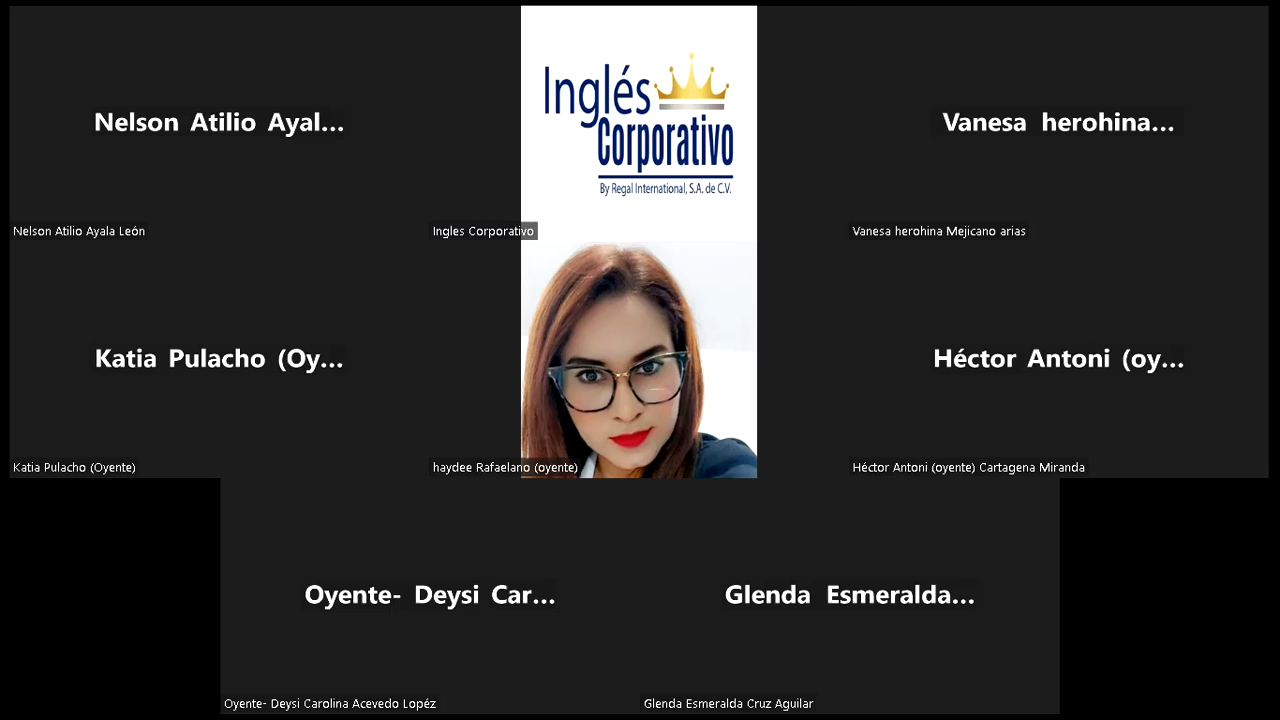 Nelson Atilio Ayal...
Nelson Atilio Ayala León
Inglés
Corporativo
By Regal International, S.A. de C.V.
Ingles Corporativo
Vanesa herohina...
Vanesa herohina Mejicano arias
Katia Pulacho (Oy...
Katia Pulacho (Oyente)
haydee Rafaelano (oyente)
Héctor Antoni (oy...
Héctor Antoni (oyente) Cartagena Miranda
Oyente- Deysi Car...
Oyente- Deysi Carolina Acevedo Lopéz
Glenda Esmeralda...
Glenda Esmeralda Cruz Aguilar